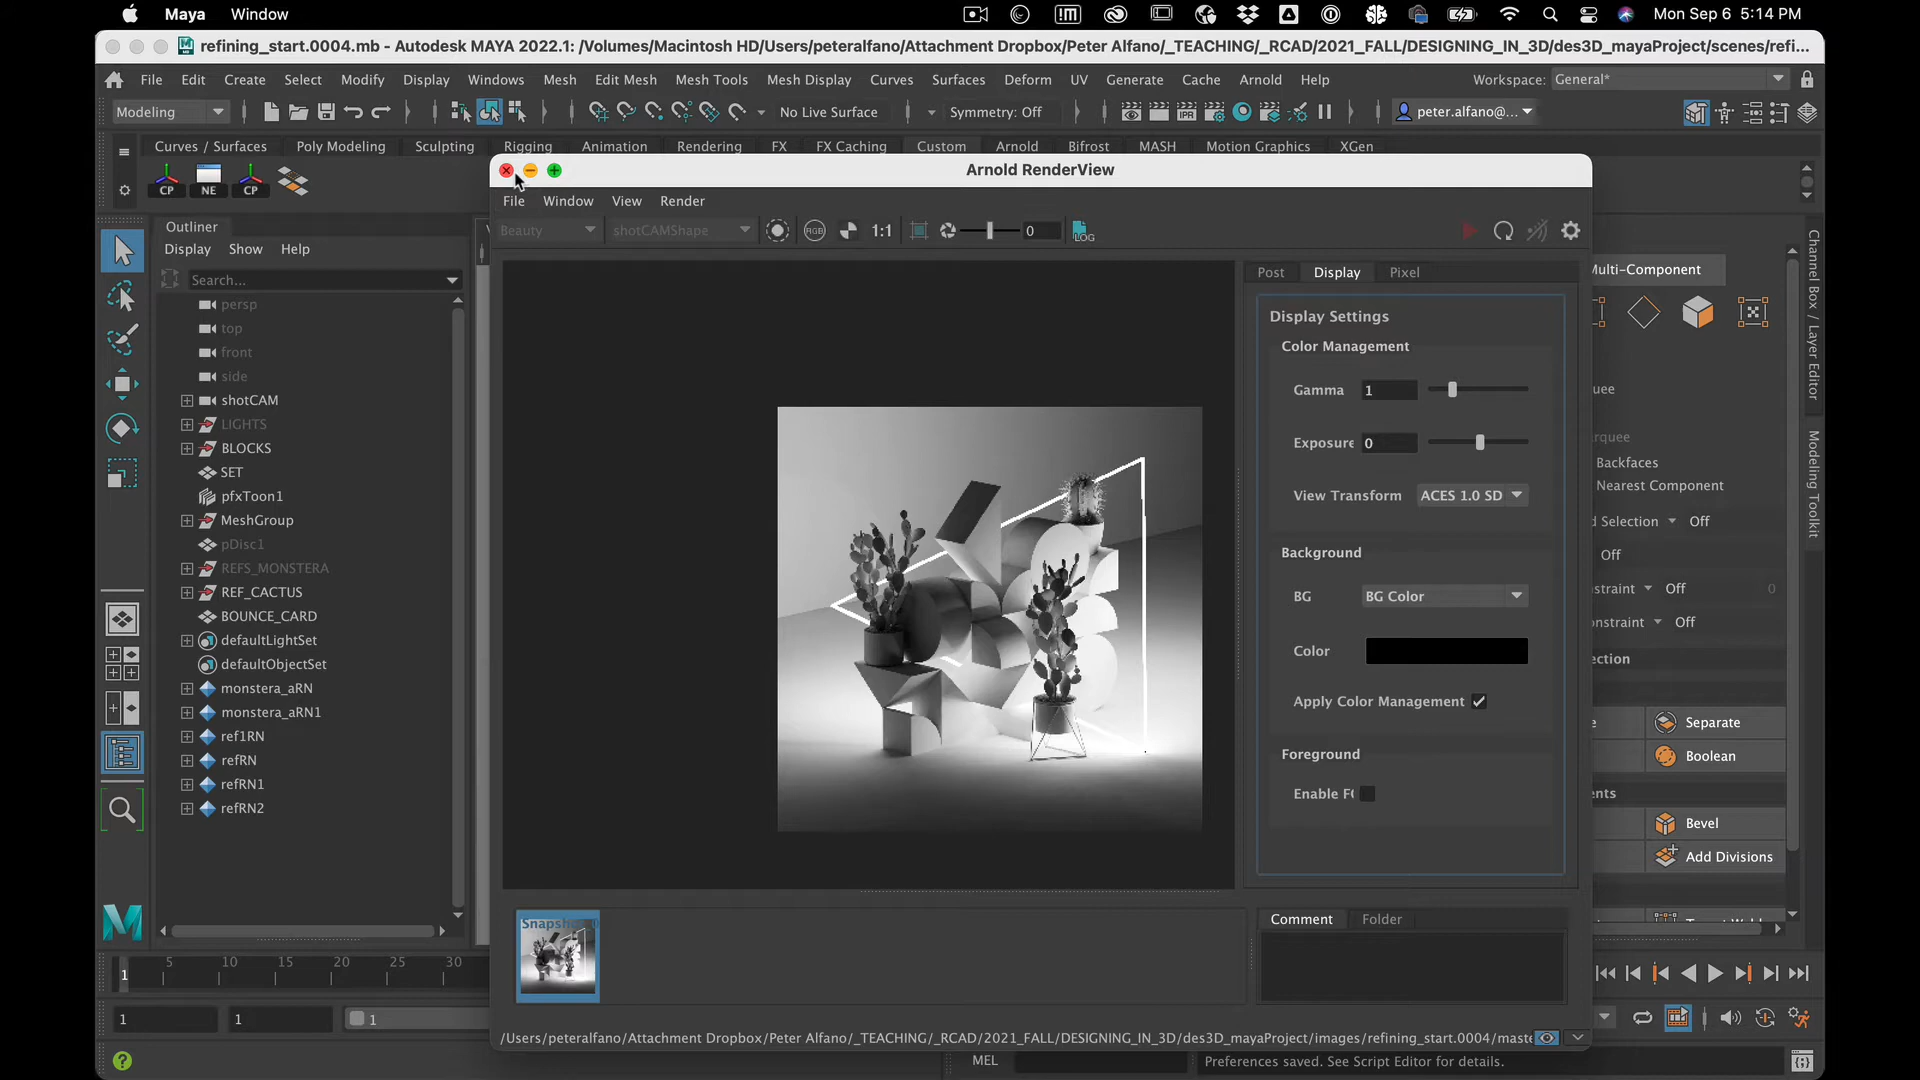 Maya Window Mon Sep 6 5:14 PM
refining_start.0004.mb - Autodesk MAYA 2022.1: /Volumes/Macintosh HD/Users/peteralfano/Attachment Dropbox/Peter Alfano/_TEACHING/_RCAD/2021_FALL/DESIGNING_IN_3D/des3D_mayaProject/scenes/refi...
File Edit Create Select Modify Display Windows Mesh Edit Mesh Mesh Tools Mesh Display Curves Surfaces Deform UV Generate Cache Arnold Help Workspace: General*
Modeling No Live Surface Symmetry: Off IPR peter.alfano@...
Curves / Surfaces Poly Modeling Sculpting Rigging Animation Rendering FX FX Caching Custom Arnold Bifrost MASH Motion Graphics XGen
CP NE CP
Arnold RenderView
File Window View Render
Beauty shotCAMShape RGB 1:1 0 LOG
Outliner
Display Show Help
Search...
persp
top
front
side
shotCAM
LIGHTS
BLOCKS
SET
pfxToon1
MeshGroup
pDisc1
REFS_MONSTERA
REF_CACTUS
BOUNCE_CARD
defaultLightSet
defaultObjectSet
monstera_aRN
monstera_aRN1
ref1RN
refRN
refRN1
refRN2
Post Display Pixel
Display Settings
Color Management
Gamma 1
Exposure 0
View Transform ACES 1.0 SD
Background
BG BG Color
Color
Apply Color Management
Foreground
Enable F
Multi-Component
Backfaces
Nearest Component
d Selection Off
Off
straint Off 0
onstraint Off
ection
Separate
Boolean
ents
Bevel
Add Divisions
Channel Box / Layer Editor
Modeling Toolkit
Comment Folder
1 5 10 15 20 25 30
1 1 1
/Users/peteralfano/Attachment Dropbox/Peter Alfano/_TEACHING/_RCAD/2021_FALL/DESIGNING_IN_3D/des3D_mayaProject/images/refining_start.0004/maste
MEL Preferences saved. See Script Editor for details.